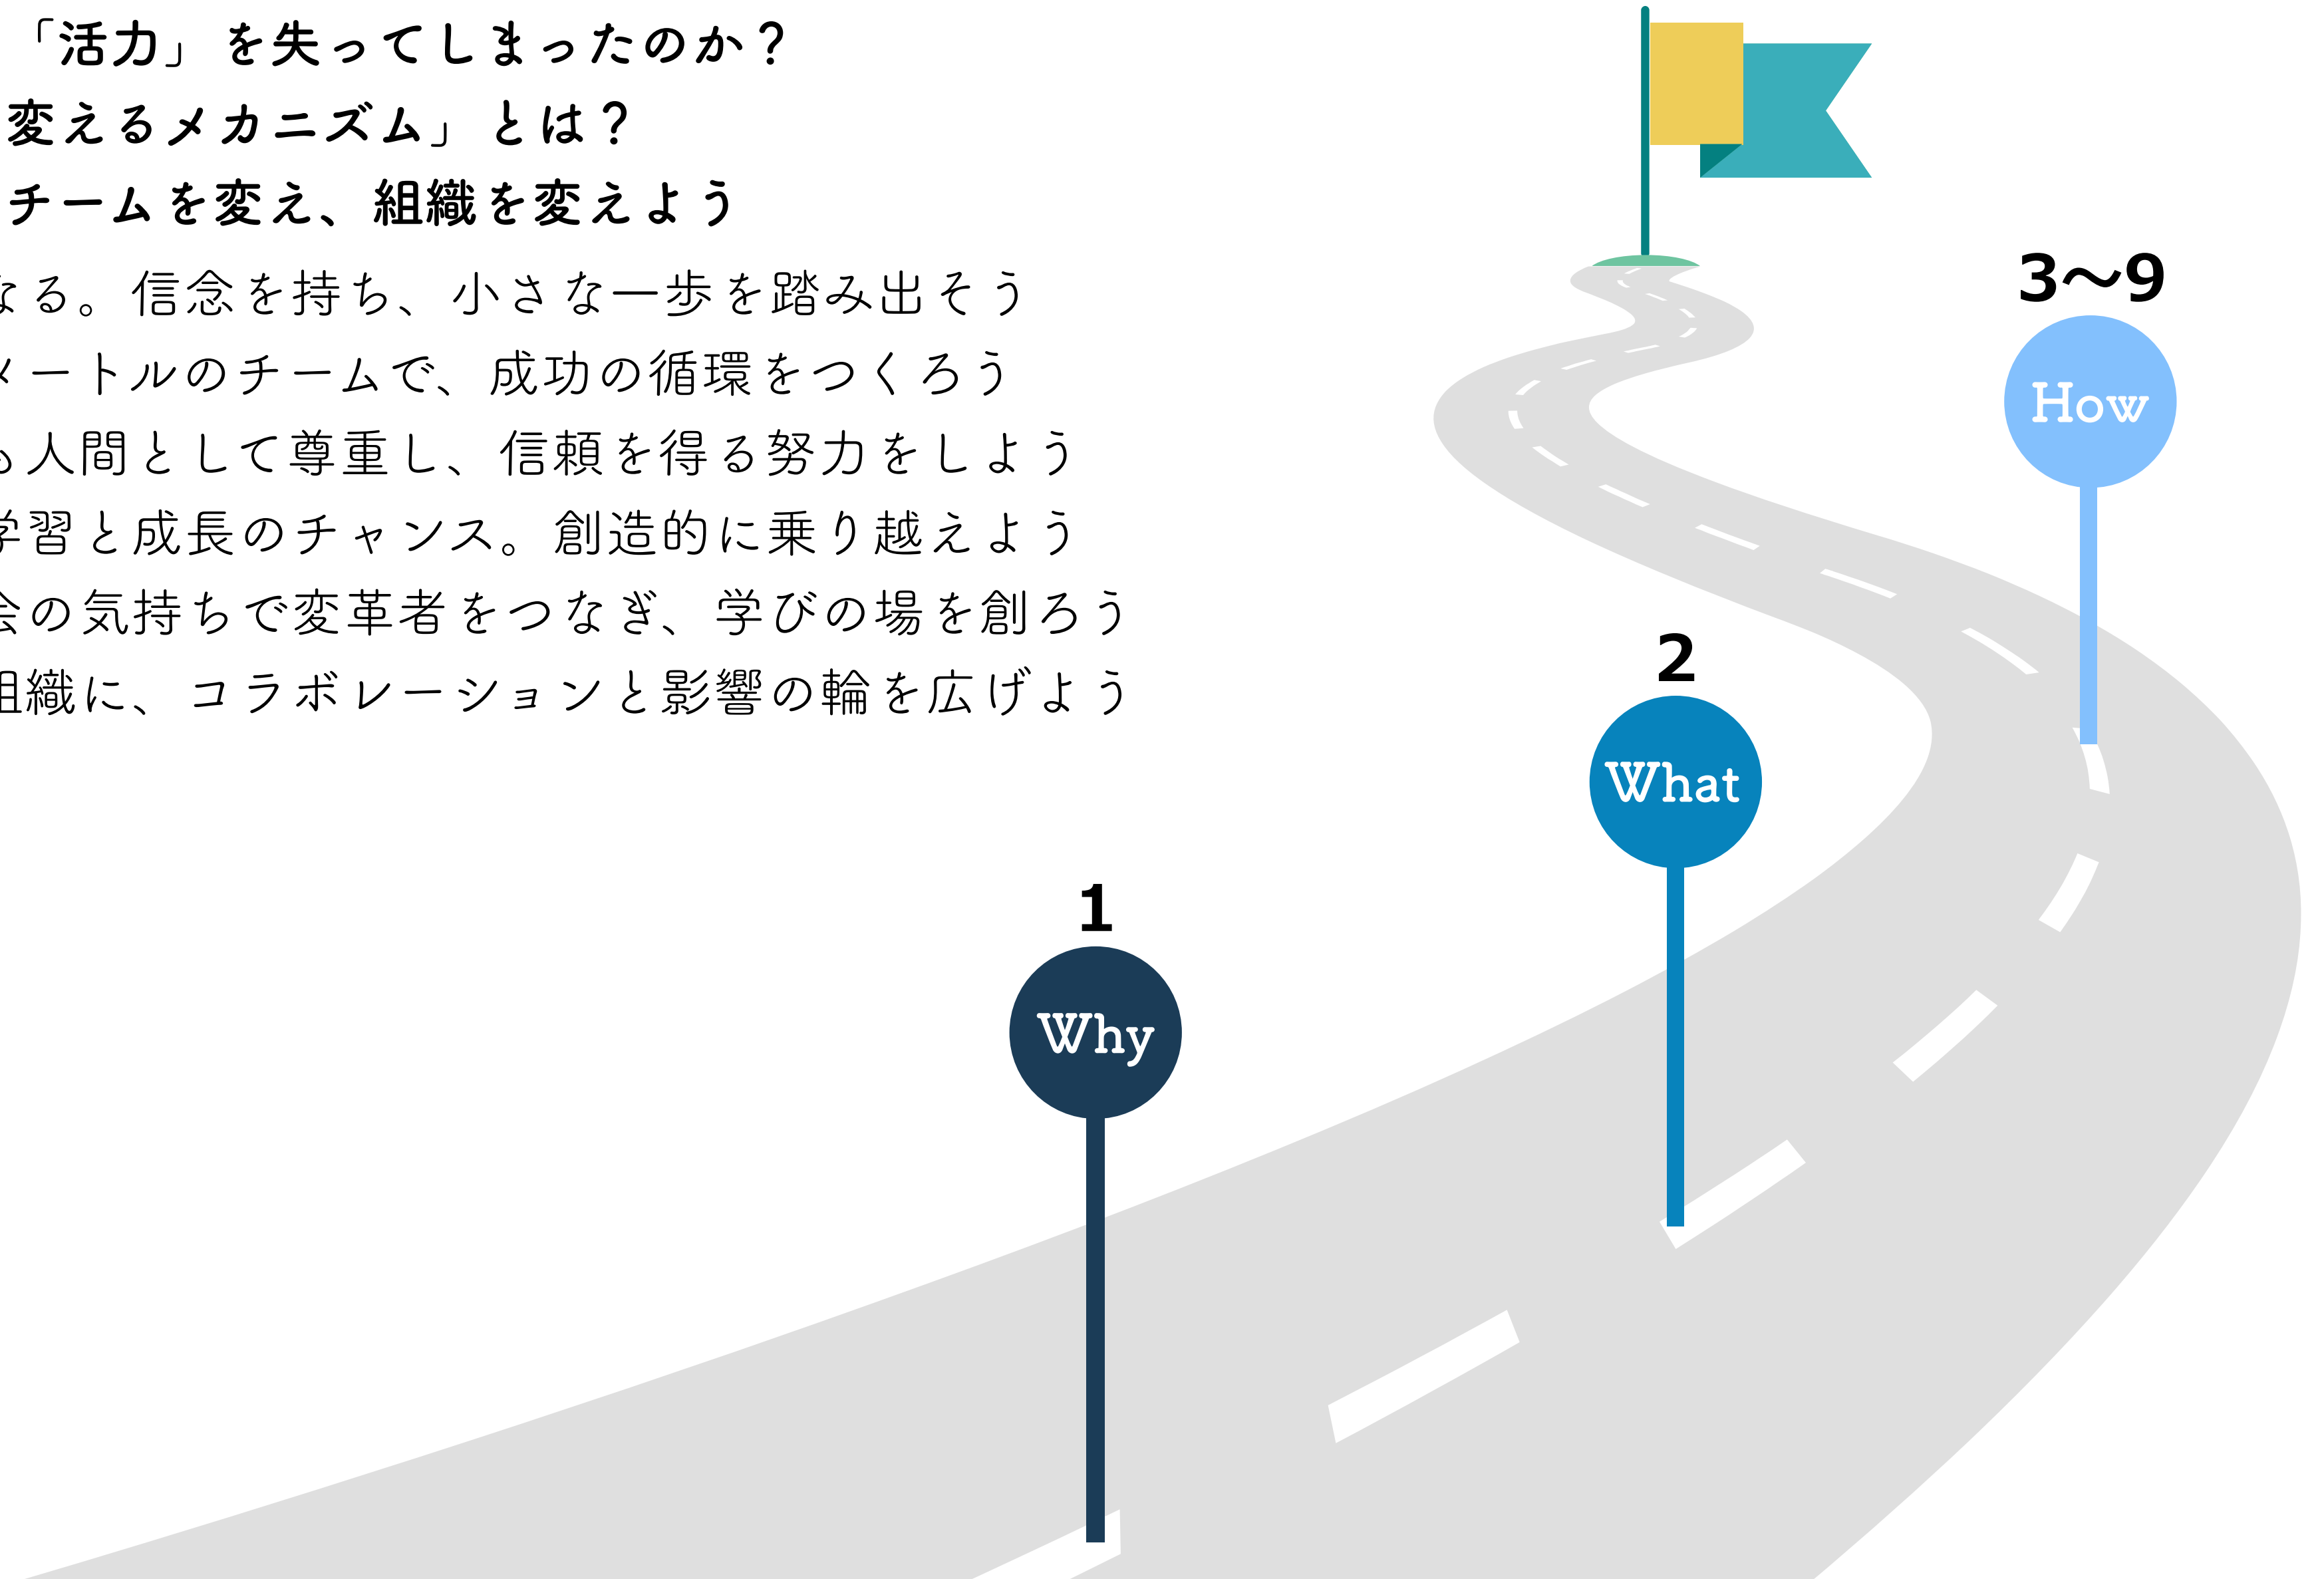 「活力」を失ってしまったのか？
変えるメカニズム」とは？
チームを変え、組織を変えよう
なる。信念を持ち、小さな一歩を踏み出そう
メートルのチームで、成功の循環をつくろう
人間として尊重し、信頼を得る努力をしよう
学習と成長のチャンス。創造的に乗り越えよう
の気持ちで変革者をつなぎ、学びの場を創ろう
組織に、コラボレーションと影響の輪を広げよう
3〜9
How
2
What
1
Why